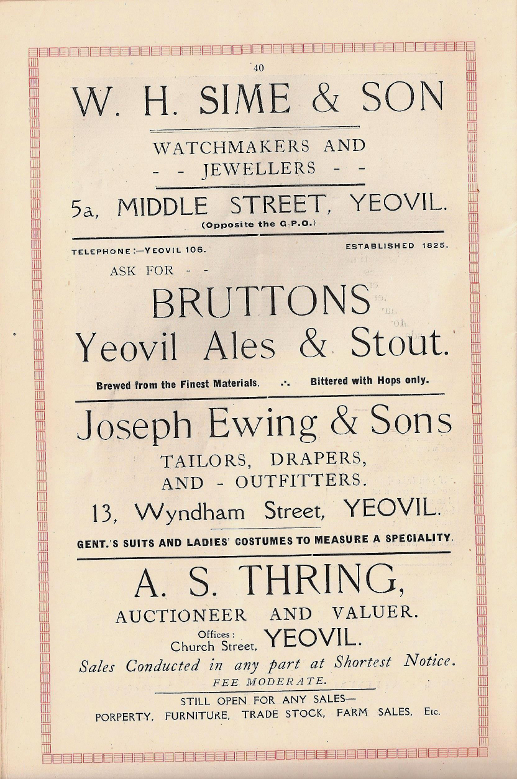 40
W. H. SIME & SON
WATCHMAKERS AND
- - JEWELLERS - -
5a, MIDDLE STREET, YEOVIL.
(Opposite the G.P.O.)
TELEPHONE:—YEOVIL 106. ESTABLISHED 1825.
ASK FOR - -
BRUTTONS
Yeovil Ales & Stout.
Brewed from the Finest Materials. ∴ Bittered with Hops only.
Joseph Ewing & Sons
TAILORS, DRAPERS,
AND - OUTFITTERS.
13, Wyndham Street, YEOVIL.
GENT.'S SUITS AND LADIES' COSTUMES TO MEASURE A SPECIALITY.
A. S. THRING,
AUCTIONEER AND VALUER.
Offices:
Church Street, YEOVIL.
Sales Conducted in any part at Shortest Notice.
FEE MODERATE.
STILL OPEN FOR ANY SALES—
PORPERTY, FURNITURE, TRADE STOCK, FARM SALES, Etc.